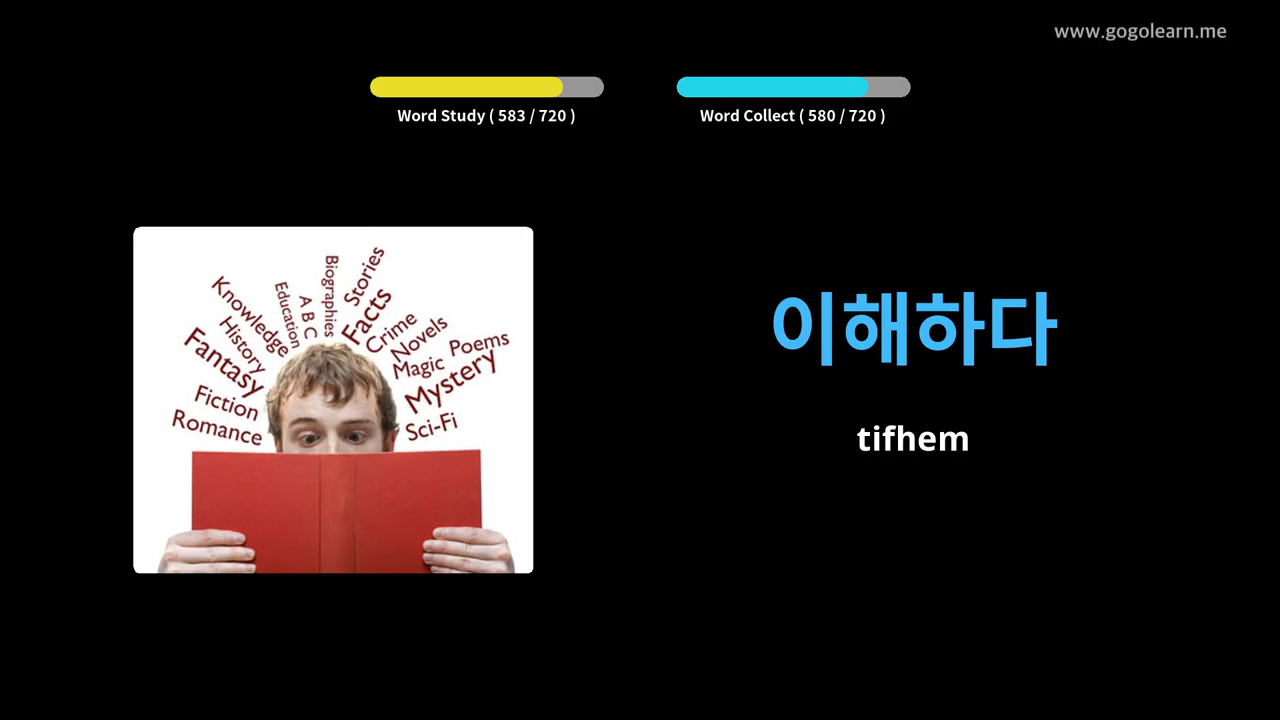 www.gogolearn.me
Word Study ( 583 / 720 )
Word Collect ( 580 / 720 )
Knowledge
History
Fantasy
Fiction
Romance
Education
A B C
Biographies
Stories
Facts
Crime
Novels
Magic
Poems
Mystery
Sci-Fi
이해하다
tifhem